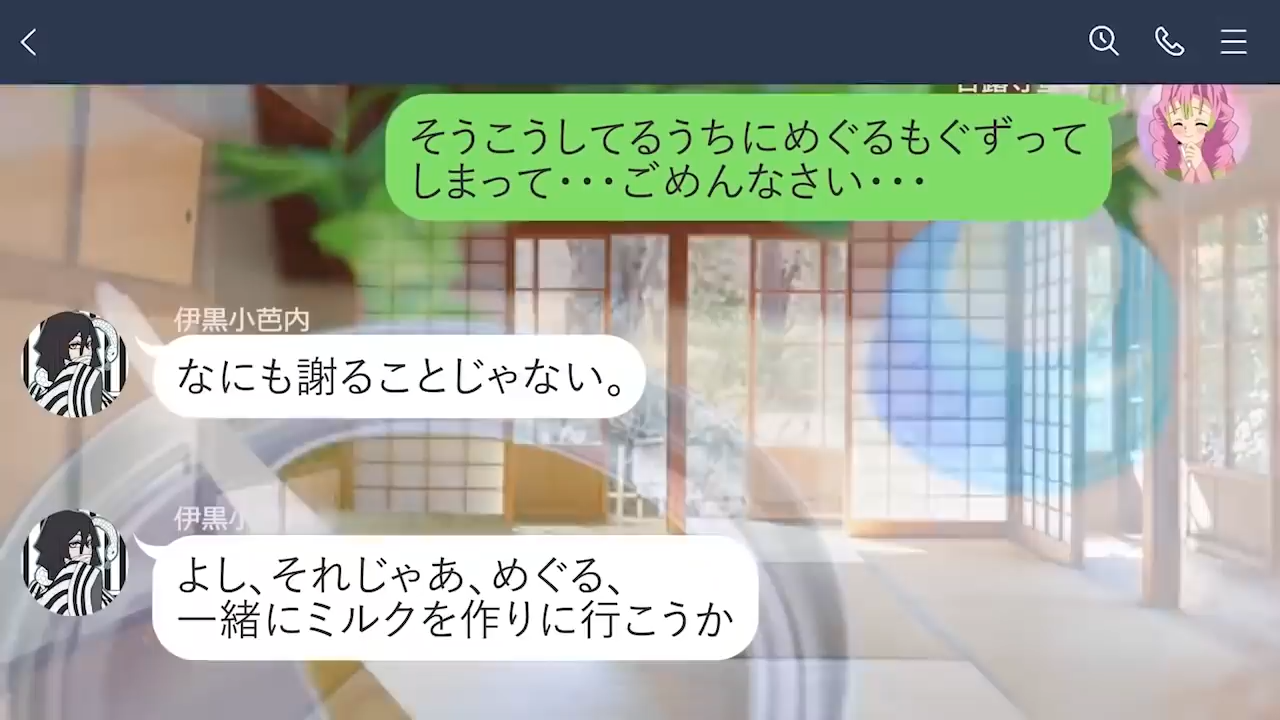 そうこうしてるうちにめぐるもぐずって
しまって･･･ごめんなさい･･･
伊黒小芭内
なにも謝ることじゃない。
伊黒小
よし、それじゃあ、めぐる、
一緒にミルクを作りに行こうか